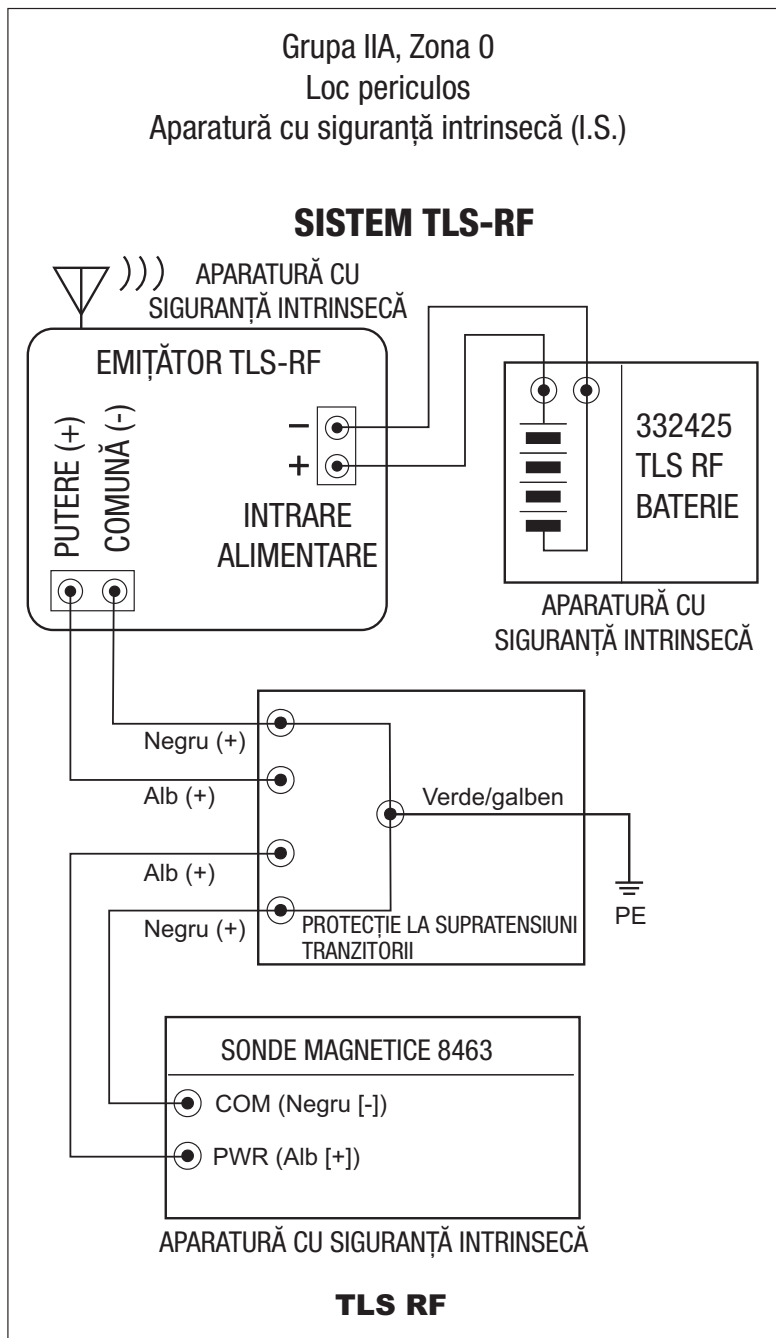 Grupa IIA, Zona 0
Loc periculos
Aparatură cu siguranță intrinsecă (I.S.)
SISTEM TLS-RF
APARATURĂ CU
SIGURANȚĂ INTRINSECĂ
EMIȚĂTOR TLS-RF
PUTERE (+)
COMUNĂ (-)
–
+
INTRARE
ALIMENTARE
332425
TLS RF
BATERIE
APARATURĂ CU
SIGURANȚĂ INTRINSECĂ
Negru (+)
Alb (+)
Verde/galben
Alb (+)
Negru (+)
PE
PROTECȚIE LA SUPRATENSIUNI
TRANZITORII
SONDE MAGNETICE 8463
COM (Negru [-])
PWR (Alb [+])
APARATURĂ CU SIGURANȚĂ INTRINSECĂ
TLS RF